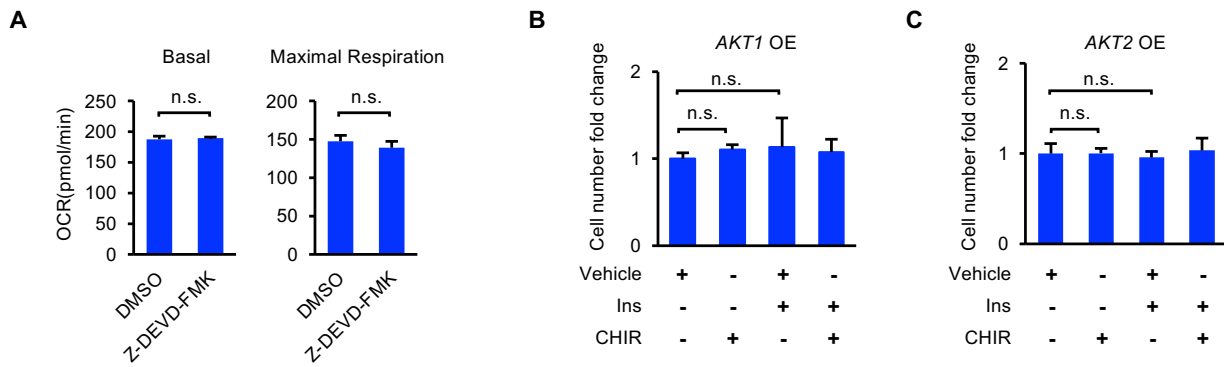 A
Basal
Maximal Respiration
n.s.
n.s.
OCR(pmol/min)
250
200
150
100
50
0
200
150
100
50
0
DMSO
Z-DEVD-FMK
DMSO
Z-DEVD-FMK
B
AKT1 OE
Cell number fold change
2
1
0
n.s.
n.s.
Vehicle + - + -
Ins - - + +
CHIR - + - +
C
AKT2 OE
Cell number fold change
2
1
0
n.s.
n.s.
Vehicle + - + -
Ins - - + +
CHIR - + - +